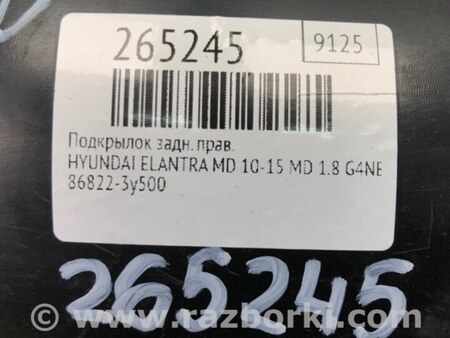 265245
9125
Подкрылок задн. прав.
HYUNDAI ELANTRA MD 10-15 MD 1.8 G4NE
86822-3y500
265245
© www.razborki.com